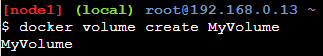 [node1] (local) root@192.168.0.13 ~
$ docker volume create MyVolume
MyVolume